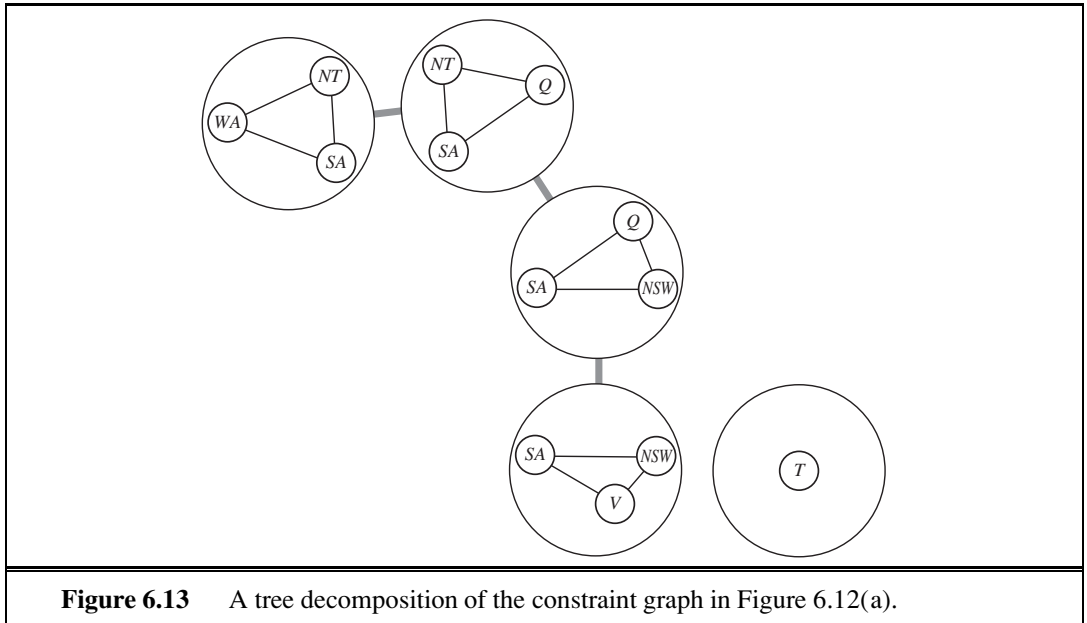 NT
WA
SA
NT
Q
SA
Q
SA
NSW
SA
NSW
V
T
Figure 6.13 A tree decomposition of the constraint graph in Figure 6.12(a).